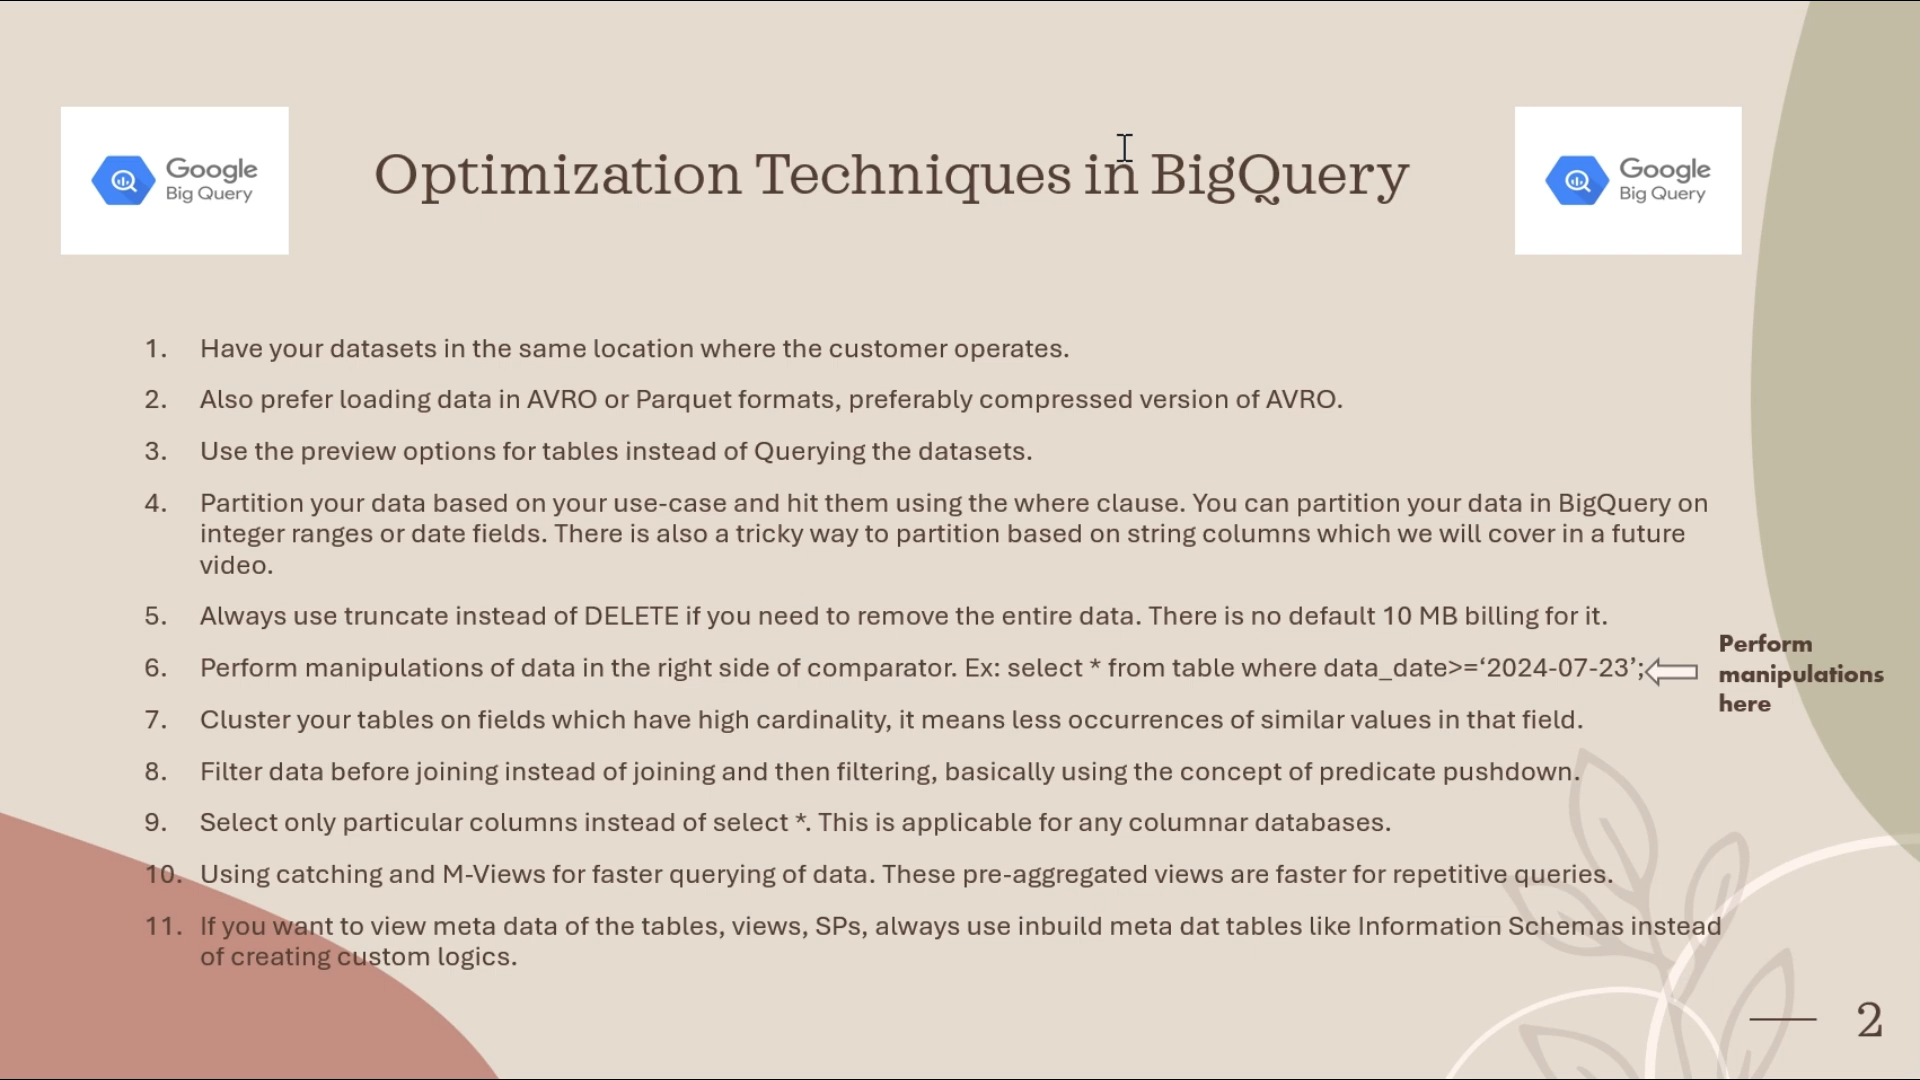 Google
Big Query
Optimization Techniques in BigQuery
Google
Big Query
1. Have your datasets in the same location where the customer operates.
2. Also prefer loading data in AVRO or Parquet formats, preferably compressed version of AVRO.
3. Use the preview options for tables instead of Querying the datasets.
4. Partition your data based on your use-case and hit them using the where clause. You can partition your data in BigQuery on
integer ranges or date fields. There is also a tricky way to partition based on string columns which we will cover in a future
video.
5. Always use truncate instead of DELETE if you need to remove the entire data. There is no default 10 MB billing for it.
6. Perform manipulations of data in the right side of comparator. Ex: select * from table where data_date>=‘2024-07-23’;
Perform
manipulations
here
7. Cluster your tables on fields which have high cardinality, it means less occurrences of similar values in that field.
8. Filter data before joining instead of joining and then filtering, basically using the concept of predicate pushdown.
9. Select only particular columns instead of select *. This is applicable for any columnar databases.
10. Using catching and M-Views for faster querying of data. These pre-aggregated views are faster for repetitive queries.
11. If you want to view meta data of the tables, views, SPs, always use inbuild meta dat tables like Information Schemas instead
of creating custom logics.
2